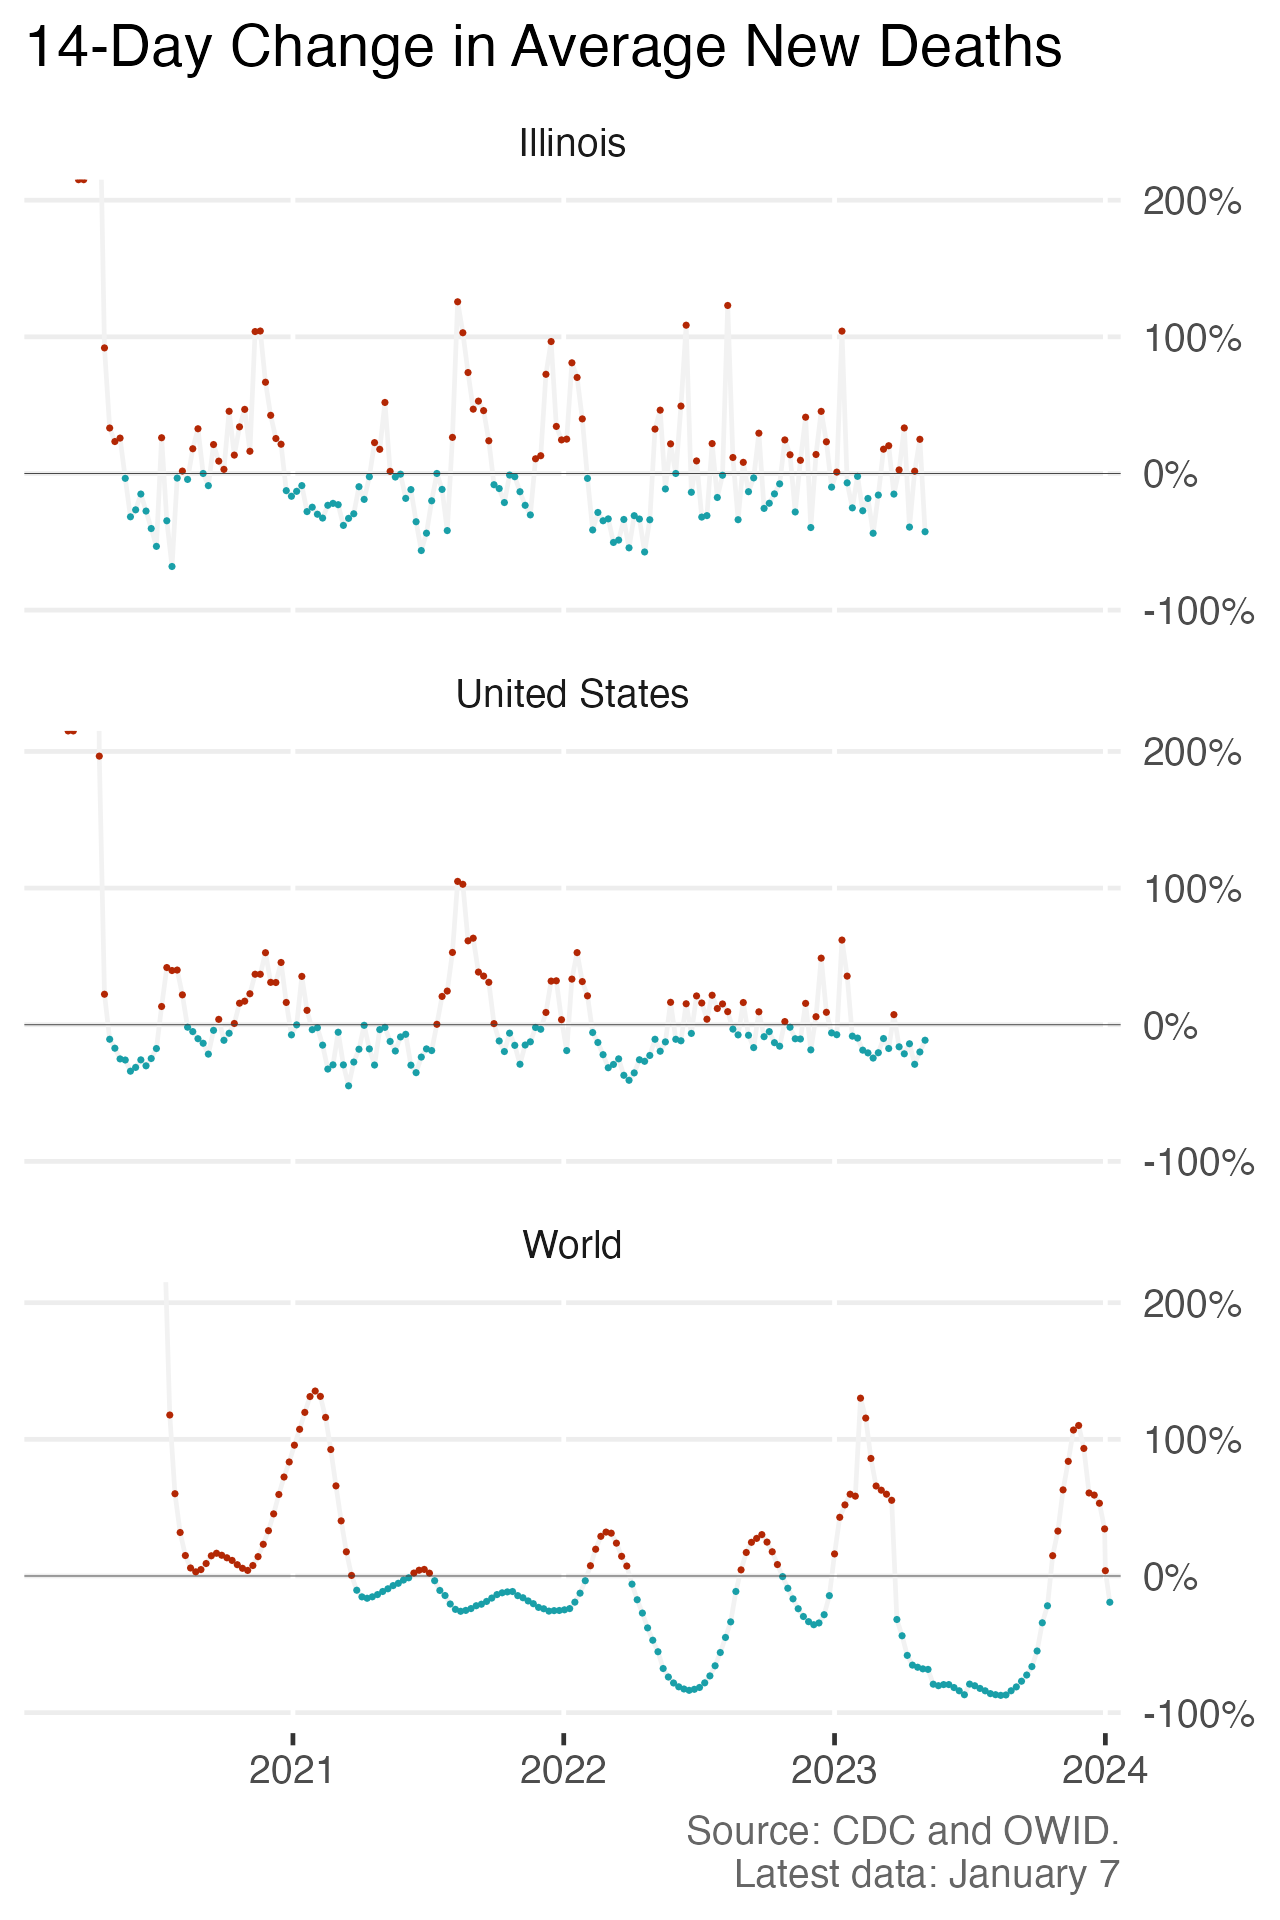 14-Day Change in Average New Deaths
Illinois
200%
100%
0%
-100%
United States
200%
100%
0%
-100%
World
200%
100%
0%
-100%
2021 2022 2023 2024
Source: CDC and OWID.
Latest data: January 7